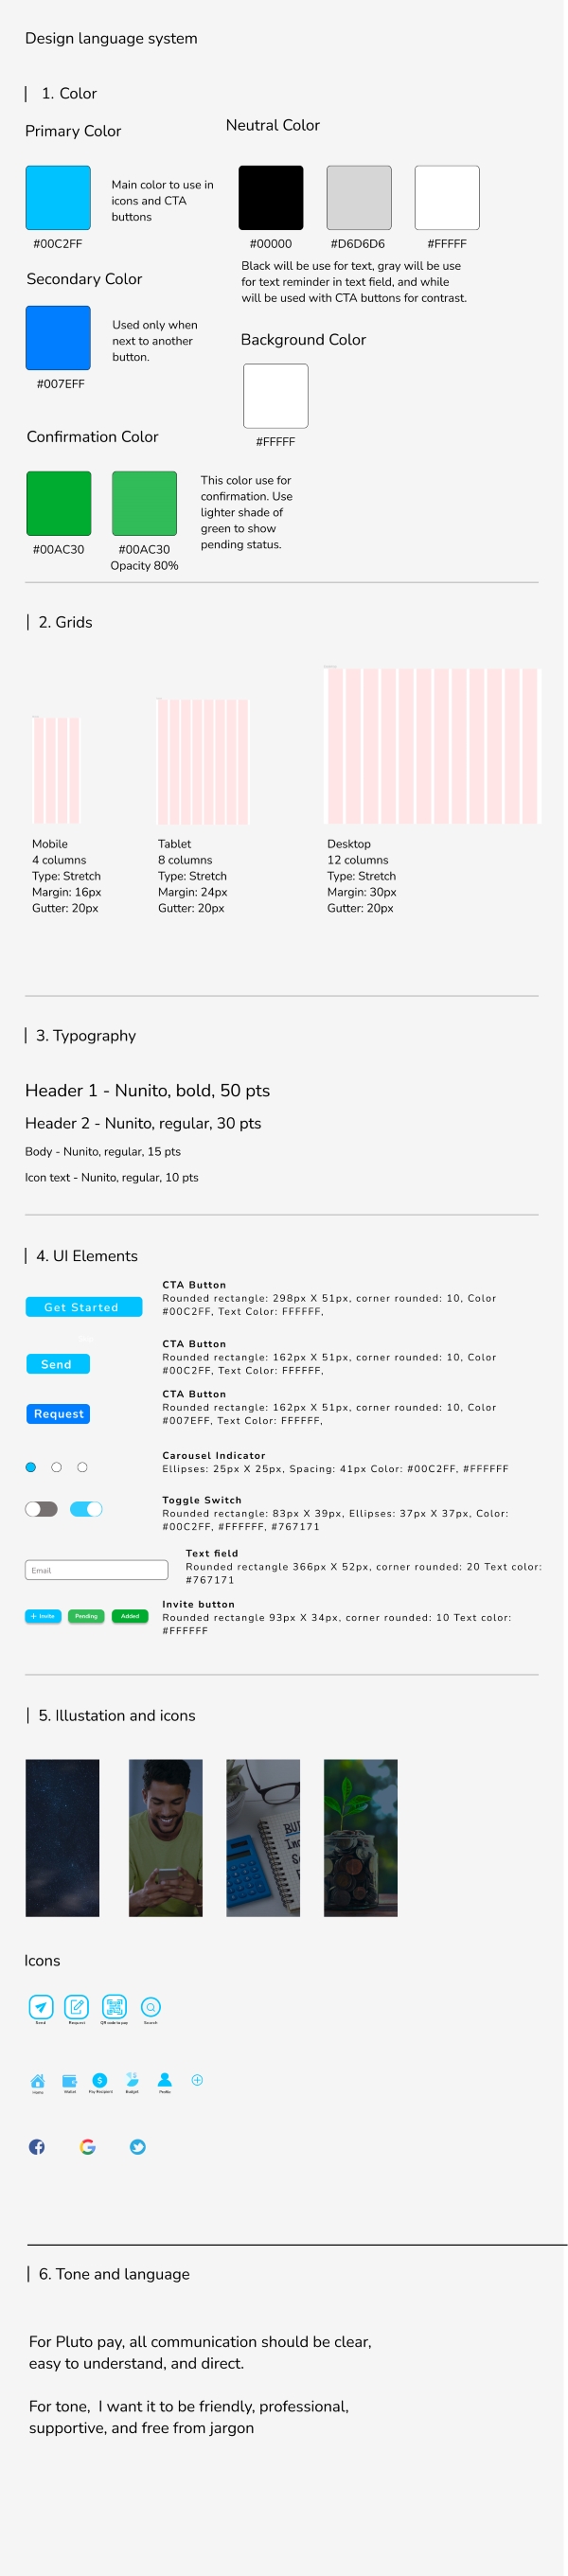 Design language system
1. Color
Primary Color
Main color to use in
icons and CTA
buttons
#00C2FF
Neutral Color
#00000
#D6D6D6
#FFFFF
Black will be use for text, gray will be use
for text reminder in text field, and while
will be used with CTA buttons for contrast.
Secondary Color
Used only when
next to another
button.
#007EFF
Background Color
#FFFFF
Confirmation Color
#00AC30
#00AC30
Opacity 80%
This color use for
confirmation. Use
lighter shade of
green to show
pending status.
2. Grids
Mobile
4 columns
Type: Stretch
Margin: 16px
Gutter: 20px
Tablet
8 columns
Type: Stretch
Margin: 24px
Gutter: 20px
Desktop
12 columns
Type: Stretch
Margin: 30px
Gutter: 20px
3. Typography
Header 1 - Nunito, bold, 50 pts
Header 2 - Nunito, regular, 30 pts
Body - Nunito, regular, 15 pts
Icon text - Nunito, regular, 10 pts
4. UI Elements
Get Started
CTA Button
Rounded rectangle: 298px X 51px, corner rounded: 10, Color
#00C2FF, Text Color: FFFFFF,
Send
CTA Button
Rounded rectangle: 162px X 51px, corner rounded: 10, Color
#00C2FF, Text Color: FFFFFF,
Request
CTA Button
Rounded rectangle: 162px X 51px, corner rounded: 10, Color
#007EFF, Text Color: FFFFFF,
Carousel Indicator
Ellipses: 25px X 25px, Spacing: 41px Color: #00C2FF, #FFFFFF
Toggle Switch
Rounded rectangle: 83px X 39px, Ellipses: 37px X 37px, Color:
#00C2FF, #FFFFFF, #767171
Email
Text field
Rounded rectangle 366px X 52px, corner rounded: 20 Text color:
#767171
+ Invite
Pending
Added
Invite button
Rounded rectangle 93px X 34px, corner rounded: 10 Text color:
#FFFFFF
5. Illustation and icons
Icons
Send
Request
QR code to pay
Search
Home
Wallet
Pay Recipient
Budget
Profile
6. Tone and language
For Pluto pay, all communication should be clear,
easy to understand, and direct.
For tone,  I want it to be friendly, professional,
supportive, and free from jargon